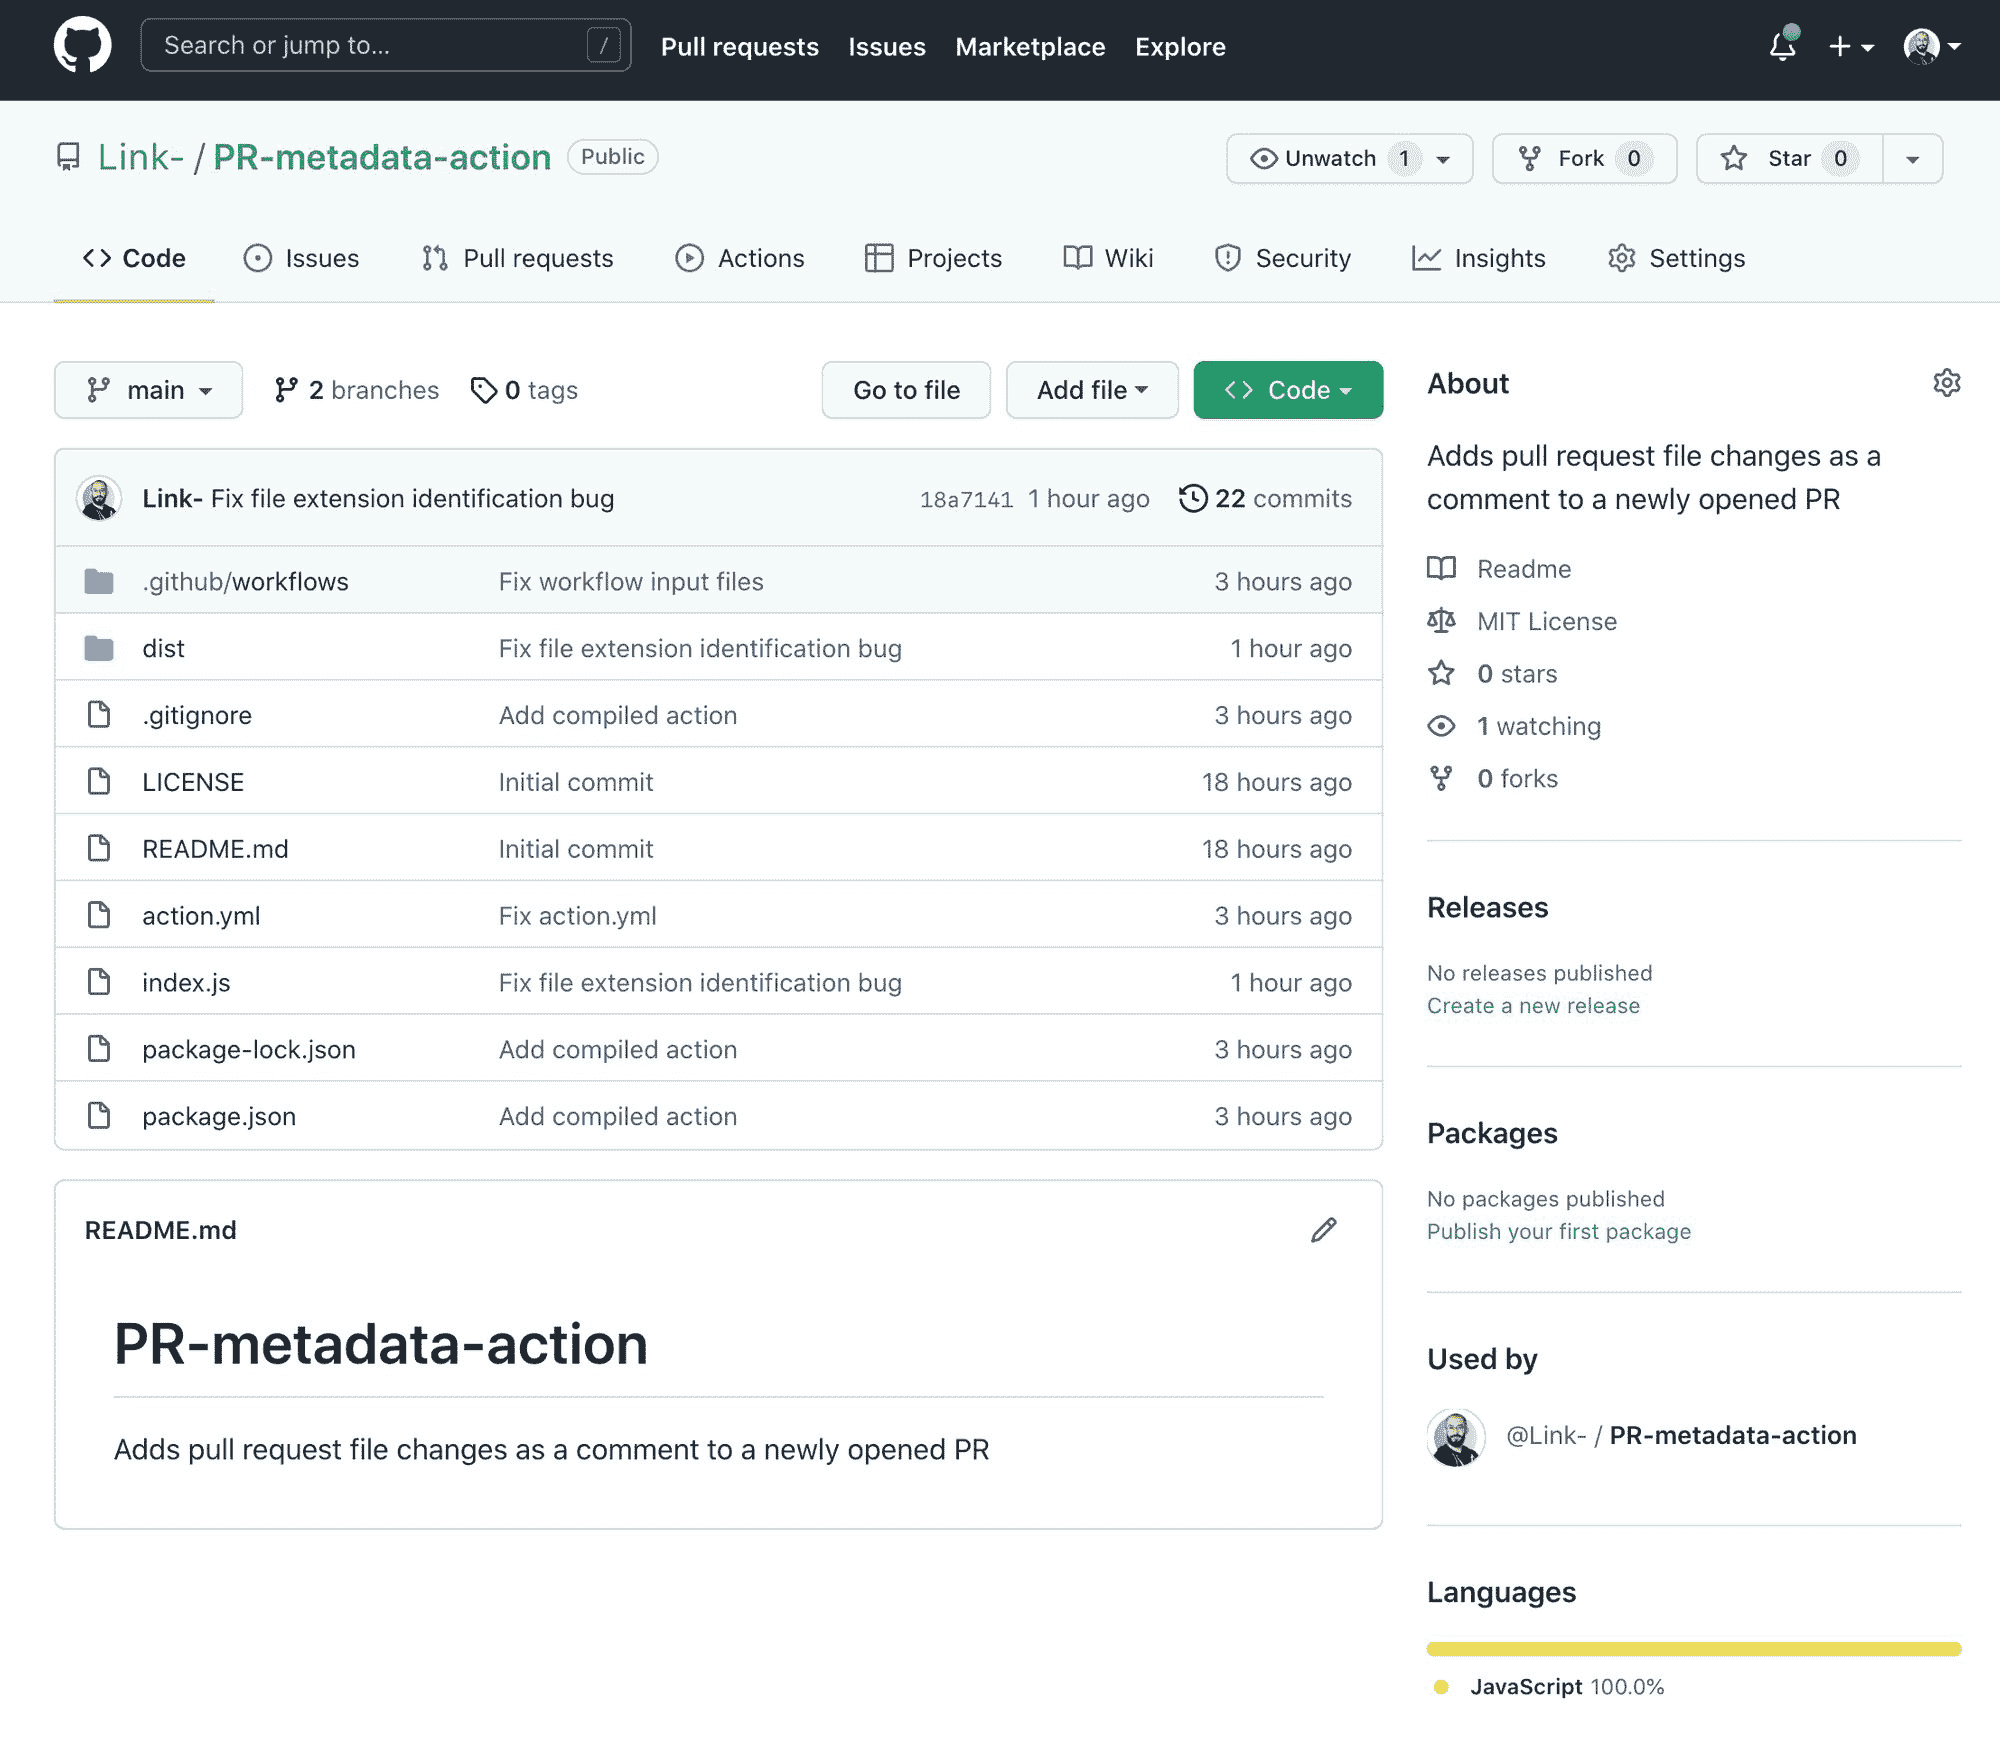 Search or jump to... /
Pull requests Issues Marketplace Explore
Link- / PR-metadata-action Public
Unwatch 1 Fork 0 Star 0
Code Issues Pull requests Actions Projects Wiki Security Insights Settings
main 2 branches 0 tags Go to file Add file Code
Link- Fix file extension identification bug 18a7141 1 hour ago 22 commits
.github/workflows Fix workflow input files 3 hours ago
dist Fix file extension identification bug 1 hour ago
.gitignore Add compiled action 3 hours ago
LICENSE Initial commit 18 hours ago
README.md Initial commit 18 hours ago
action.yml Fix action.yml 3 hours ago
index.js Fix file extension identification bug 1 hour ago
package-lock.json Add compiled action 3 hours ago
package.json Add compiled action 3 hours ago
README.md
PR-metadata-action
Adds pull request file changes as a comment to a newly opened PR
About
Adds pull request file changes as a
comment to a newly opened PR
Readme
MIT License
0 stars
1 watching
0 forks
Releases
No releases published
Create a new release
Packages
No packages published
Publish your first package
Used by
@Link- / PR-metadata-action
Languages
JavaScript 100.0%